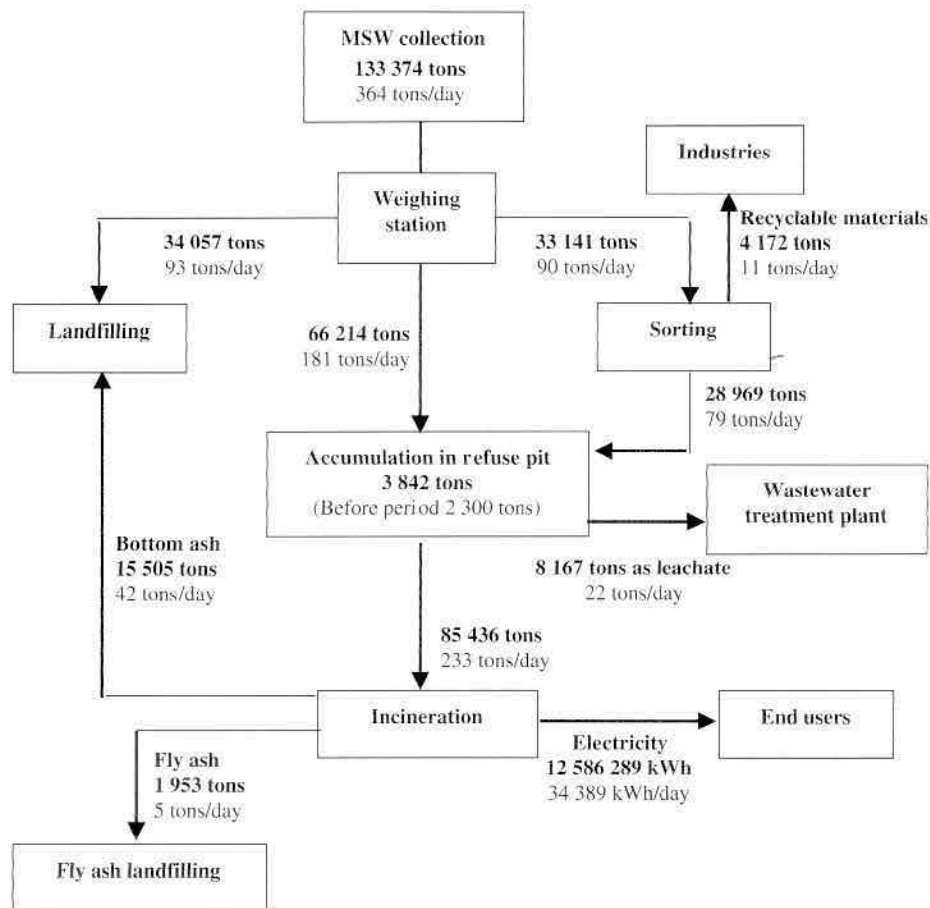 MSW collection
133 374 tons
364 tons/day
Industries
Weighing
station
Recyclable materials
4 172 tons
11 tons/day
34 057 tons
93 tons/day
33 141 tons
90 tons/day
Landfilling
66 214 tons
181 tons/day
Sorting
28 969 tons
79 tons/day
Accumulation in refuse pit
3 842 tons
(Before period 2 300 tons)
Wastewater
treatment plant
Bottom ash
15 505 tons
42 tons/day
8 167 tons as leachate
22 tons/day
85 436 tons
233 tons/day
Incineration
End users
Fly ash
1 953 tons
5 tons/day
Electricity
12 586 289 kWh
34 389 kWh/day
Fly ash landfilling